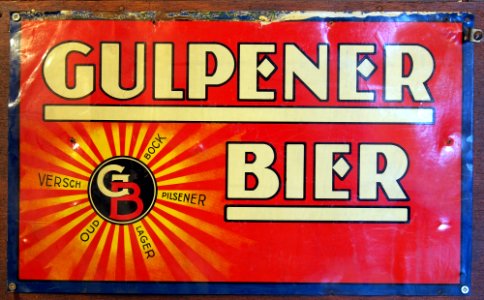 GULPENER
BIER
VERSCH
BOCK
PILSENER
OUD
LAGER
GB